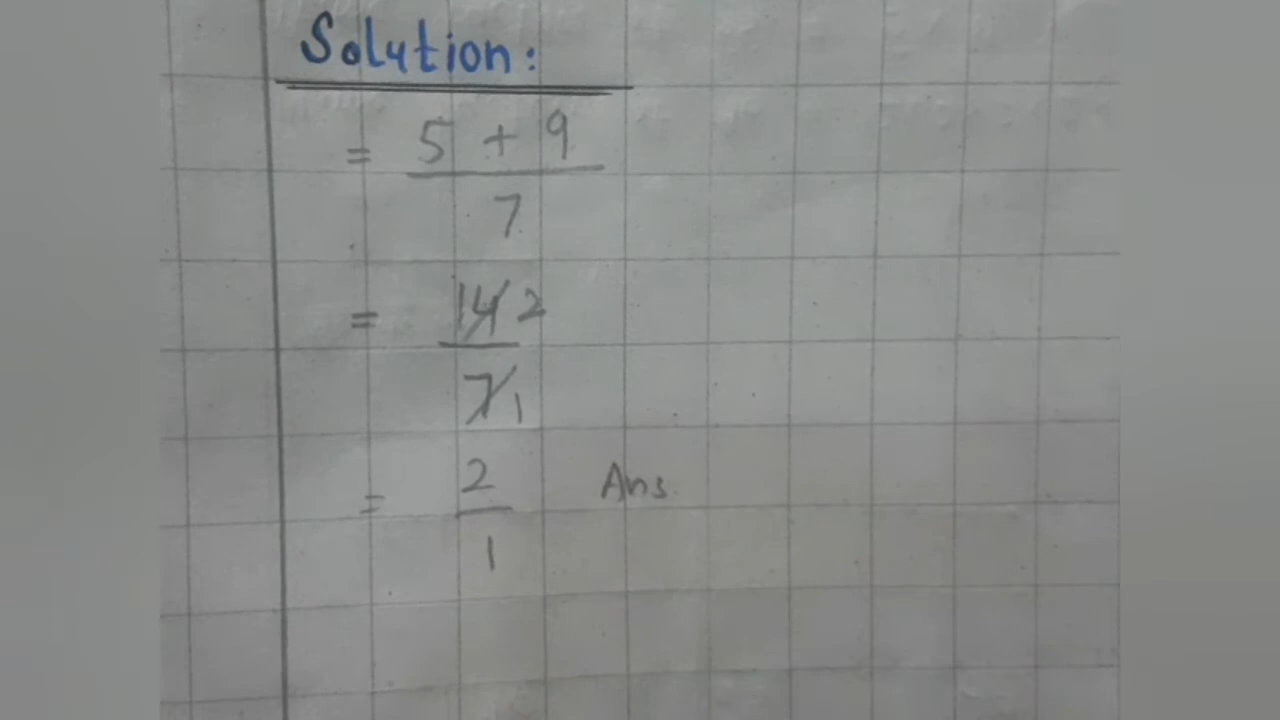 Solution:
= 5 + 9
7
= 14 2
7 1
= 2 Ans
1